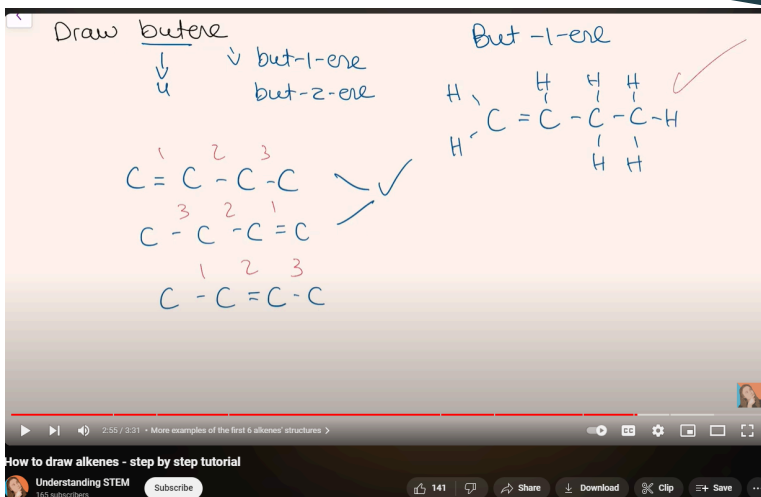 Draw butene
↓
4
↓ but-1-ene
but-2-ene
But-1-ene
H H H H
C = C - C - C - H
H H H
1 2 3
C = C - C - C
3 2 1
C - C - C = C
1 2 3
C - C = C - C
2:55 / 3:31 • More examples of the first 6 alkenes' structures >
CC
How to draw alkenes - step by step tutorial
Understanding STEM
165 subscribers
Subscribe
141
Share
Download
Clip
Save